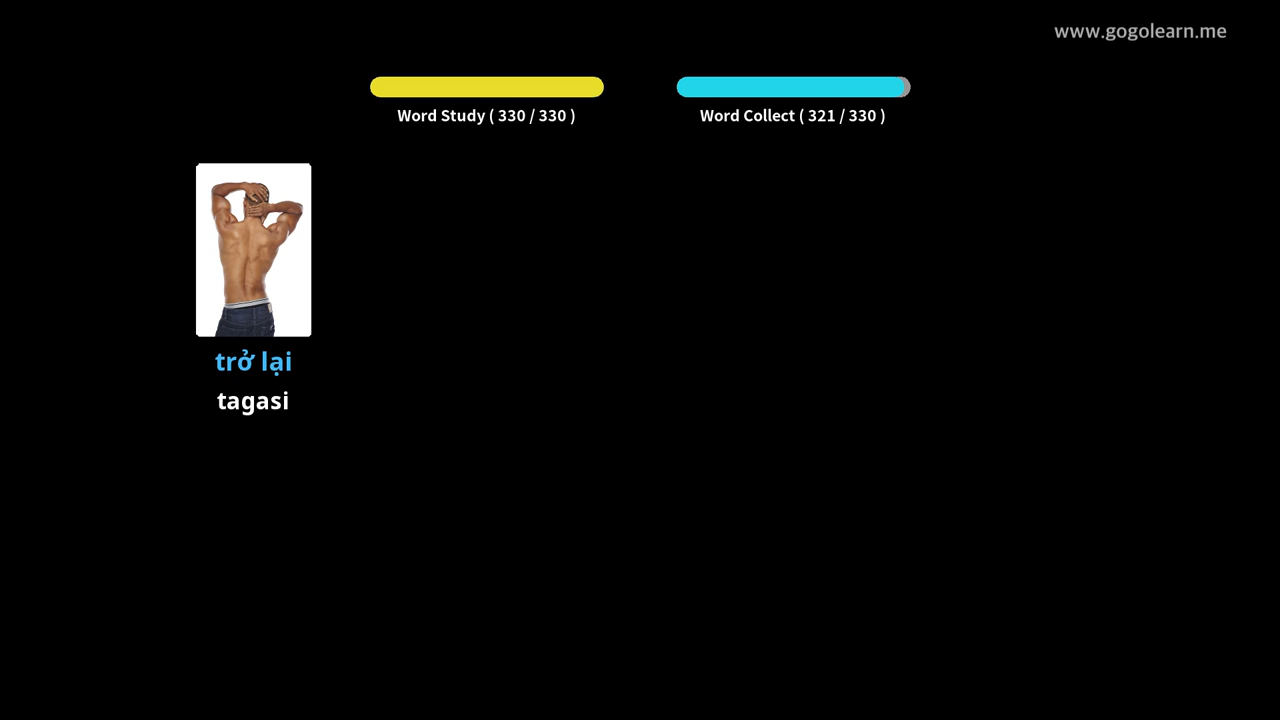 www.gogolearn.me
Word Study ( 330 / 330 )
Word Collect ( 321 / 330 )
trở lại
tagasi